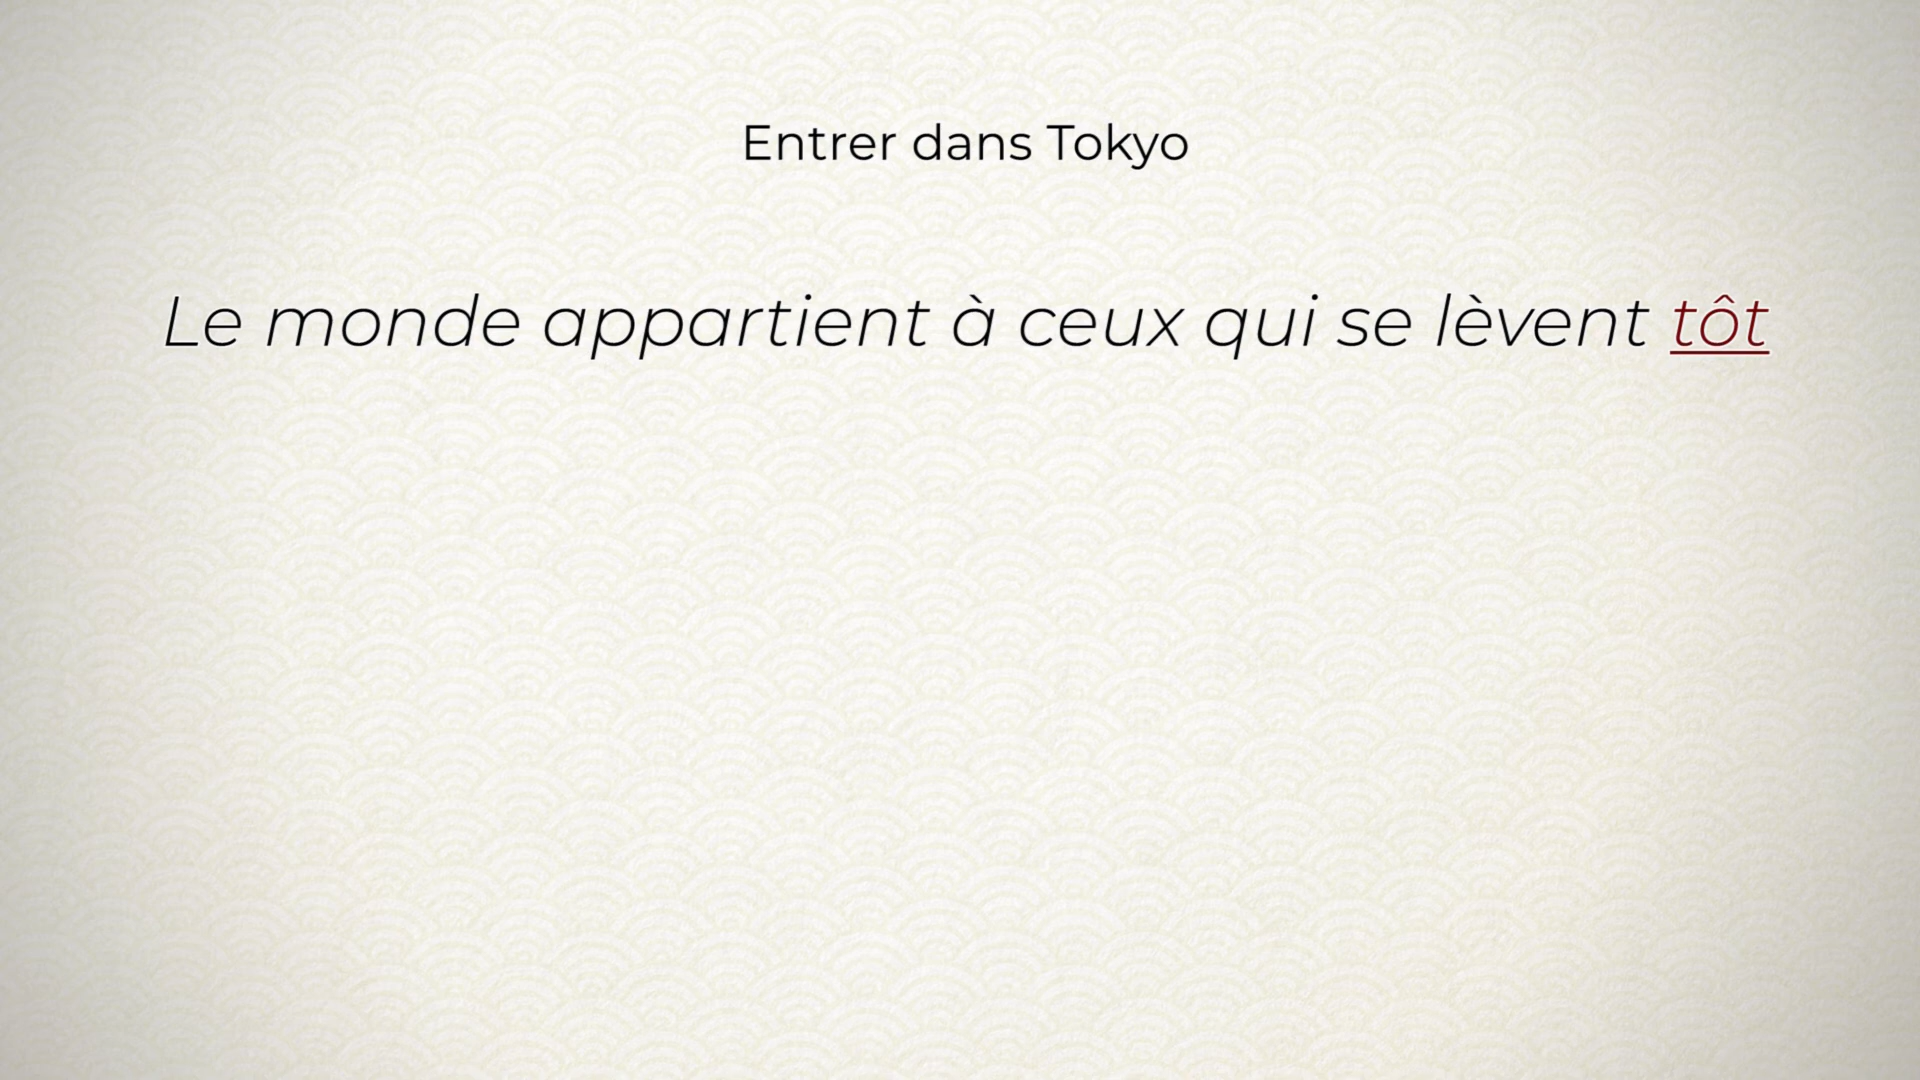 Entrer dans Tokyo
Le monde appartient à ceux qui se lèvent tôt